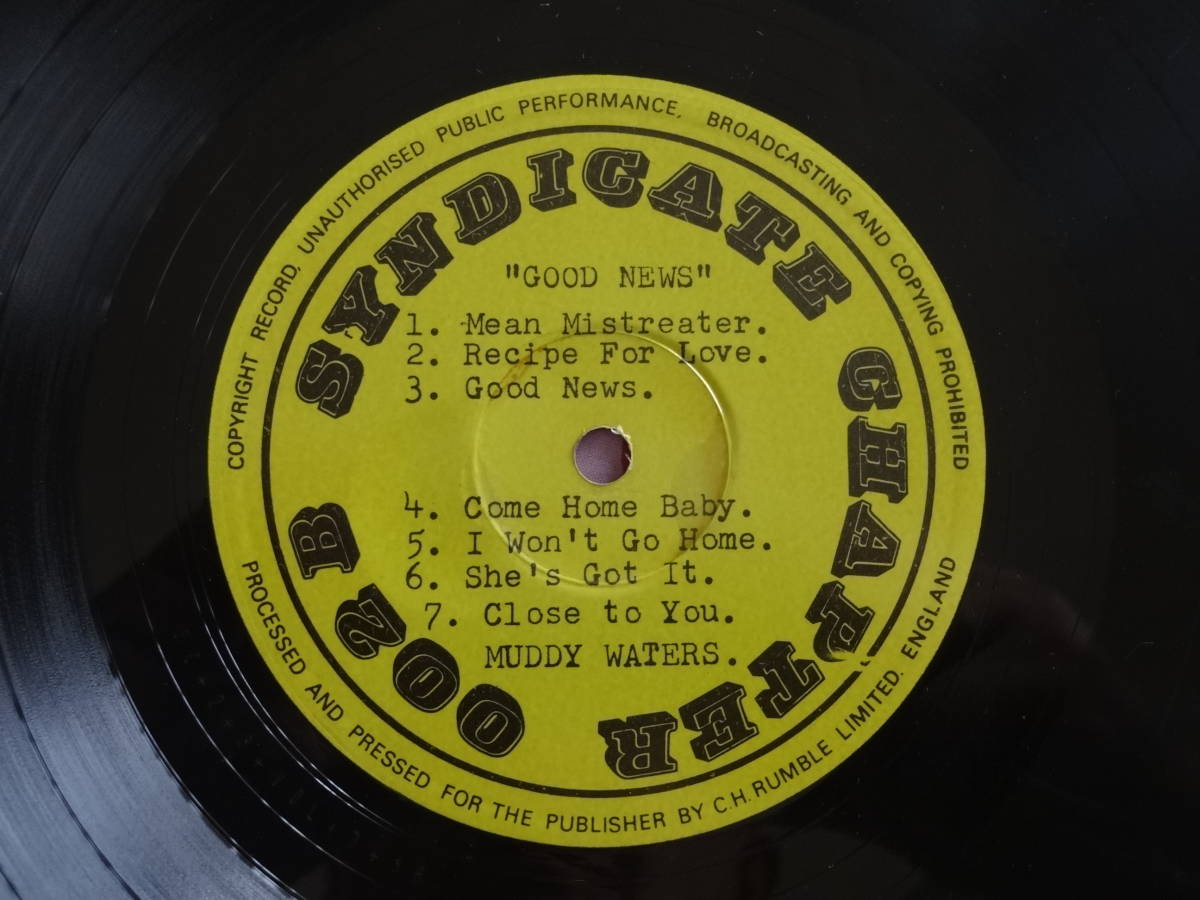 COPYRIGHT RECORD. UNAUTHORISED PUBLIC PERFORMANCE, BROADCASTING AND COPYING PROHIBITED
SYNDICATE CHAPTER
"GOOD NEWS"
1. Mean Mistreater.
2. Recipe For Love.
3. Good News.
4. Come Home Baby.
5. I Won't Go Home.
6. She's Got It.
7. Close to You.
MUDDY WATERS.
002 B
PROCESSED AND PRESSED FOR THE PUBLISHER BY C.H. RUMBLE LIMITED. ENGLAND